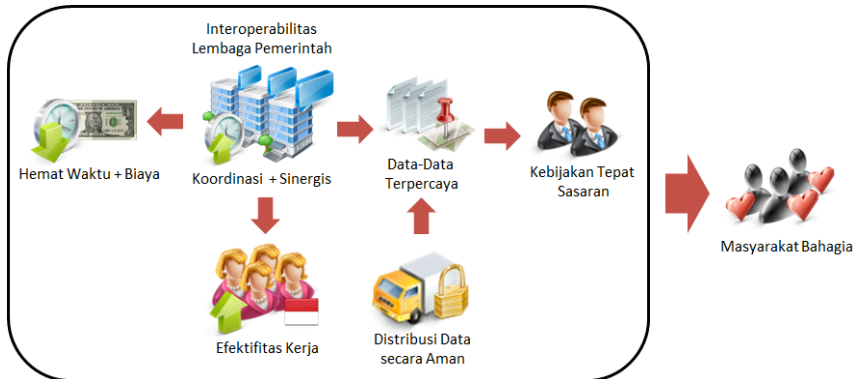 Interoperabilitas
Lembaga Pemerintah
Hemat Waktu + Biaya
Koordinasi + Sinergis
Data-Data
Terpercaya
Kebijakan Tepat
Sasaran
Masyarakat Bahagia
Efektifitas Kerja
Distribusi Data
secara Aman